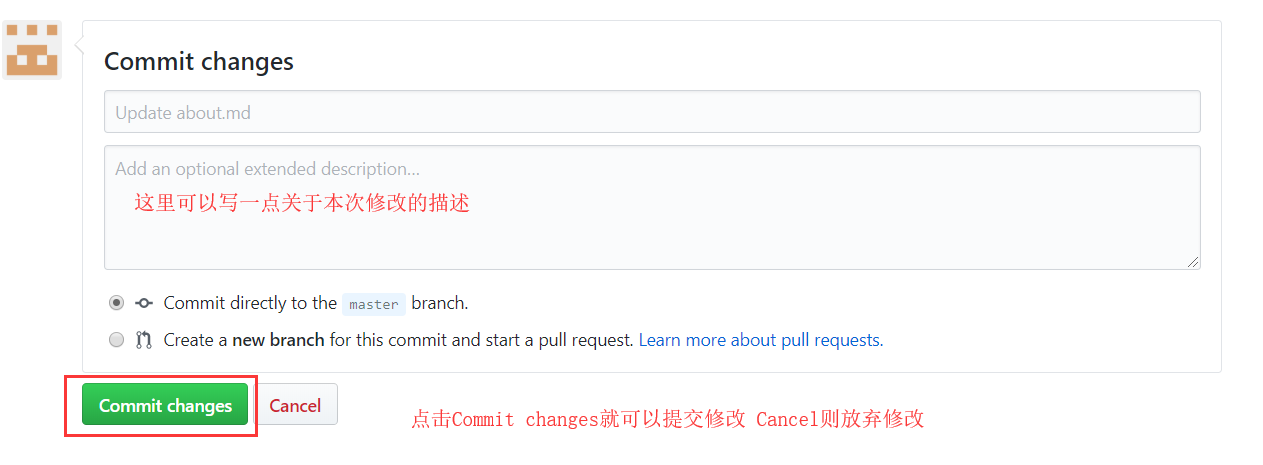 Commit changes
Update about.md
Add an optional extended description...
这里可以写一点关于本次修改的描述
Commit directly to the master branch.
Create a new branch for this commit and start a pull request. Learn more about pull requests.
Commit changes Cancel
点击Commit changes就可以提交修改 Cancel则放弃修改